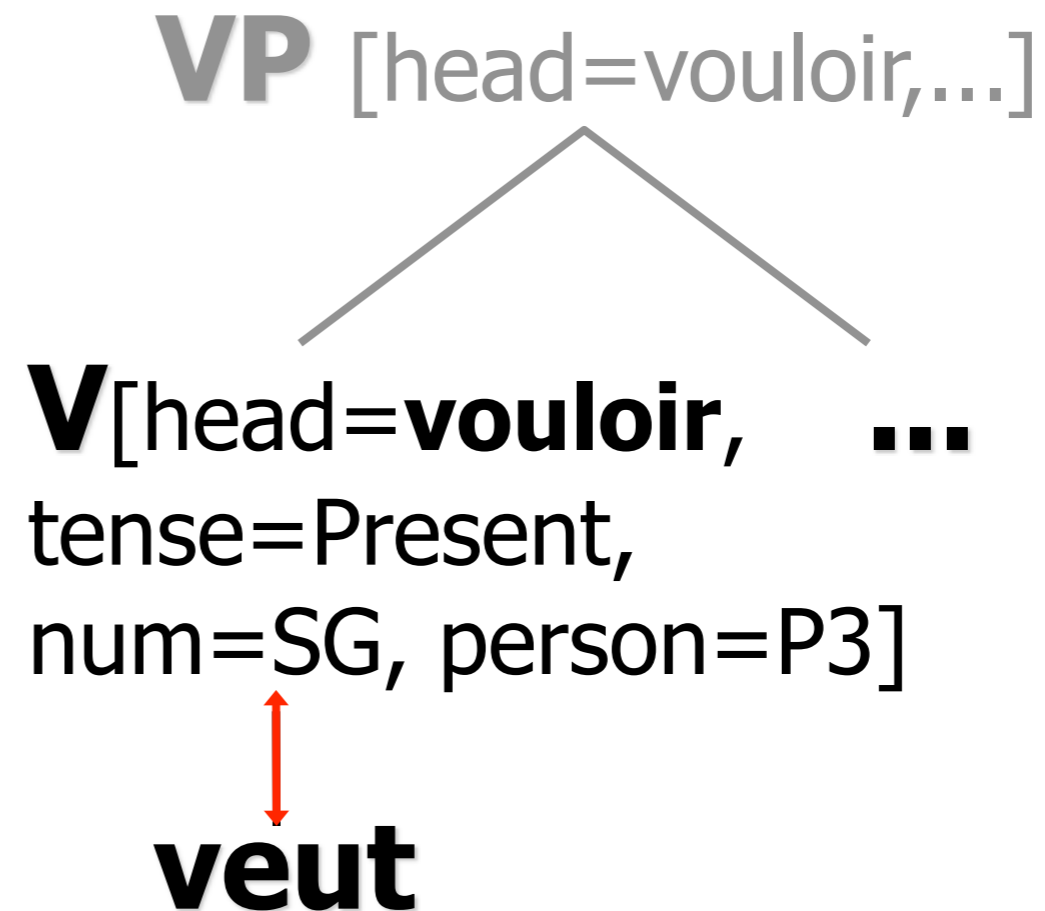 VP [head=vouloir,...]
V[head=vouloir, ...
tense=Present,
num=SG, person=P3]
veut